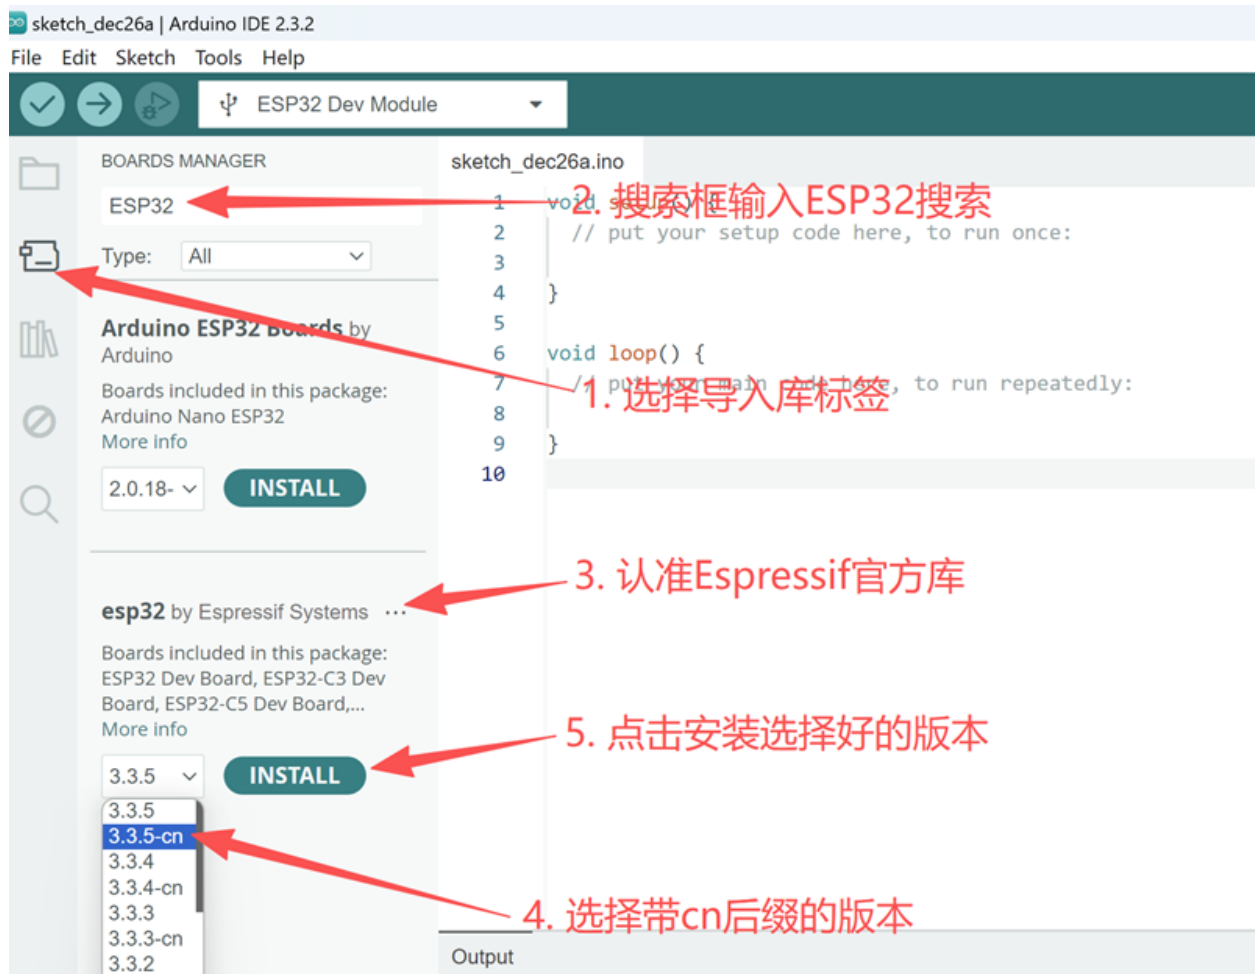 sketch_dec26a | Arduino IDE 2.3.2
File Edit Sketch Tools Help
ESP32 Dev Module
BOARDS MANAGER
ESP32
Type: All
Arduino ESP32 Boards by
Arduino
Boards included in this package:
Arduino Nano ESP32
More info
2.0.18- INSTALL
esp32 by Espressif Systems ...
Boards included in this package:
ESP32 Dev Board, ESP32-C3 Dev
Board, ESP32-C5 Dev Board,...
More info
3.3.5 INSTALL
3.3.5
3.3.5-cn
3.3.4
3.3.4-cn
3.3.3
3.3.3-cn
3.3.2
sketch_dec26a.ino
1 void setup() {
2 // put your setup code here, to run once:
3
4 }
5
6 void loop() {
7 // put your main code here, to run repeatedly:
8
9 }
10
2. 搜索框输入ESP32搜索
1. 选择导入库标签
3. 认准Espressif官方库
5. 点击安装选择好的版本
4. 选择带cn后缀的版本
Output